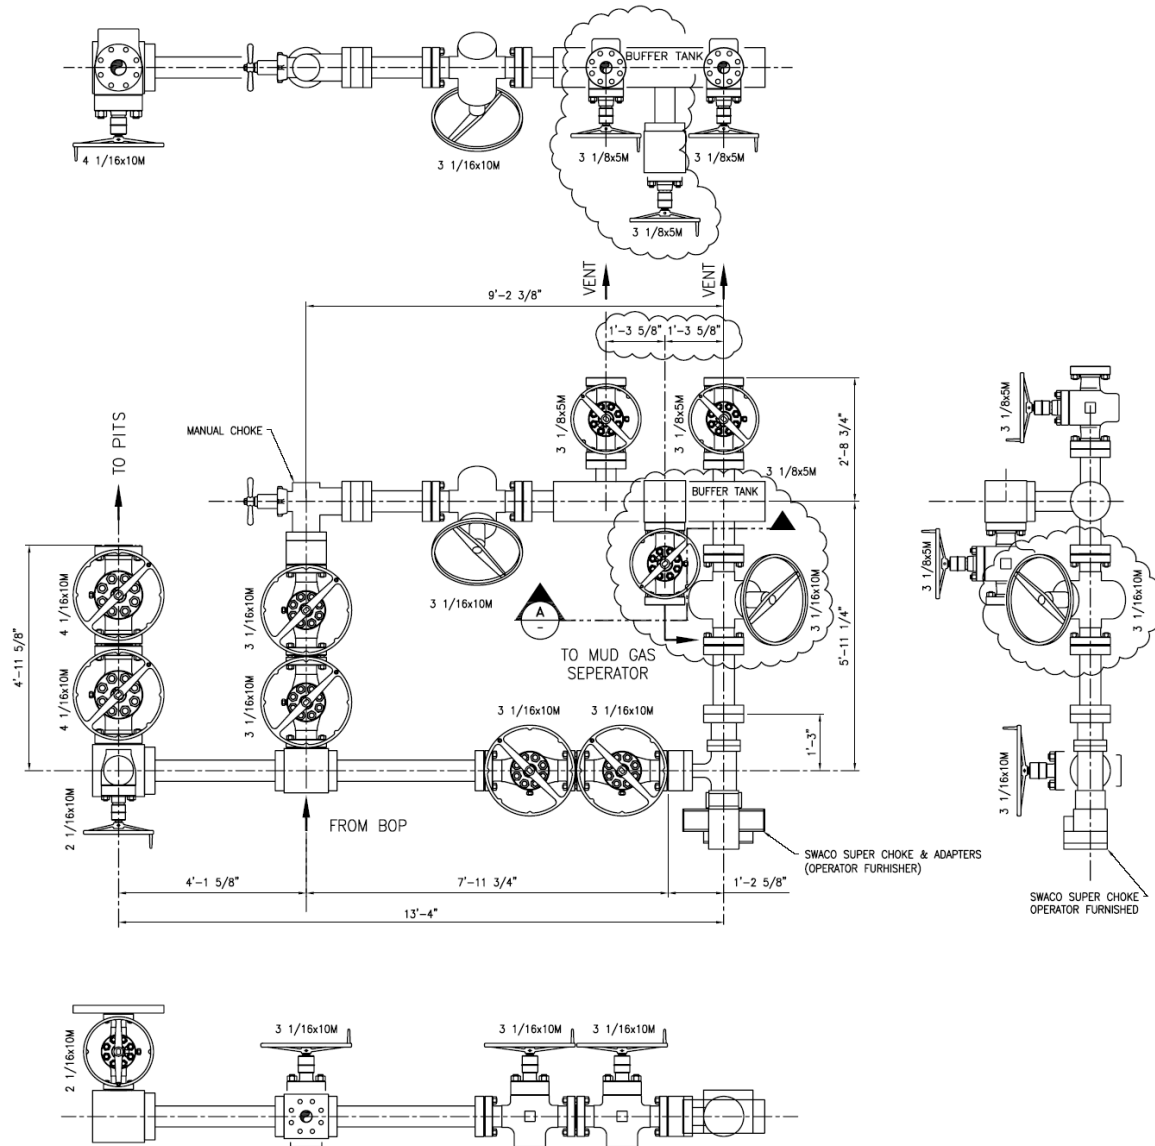 BUFFER TANK
4 1/16x10M
3 1/16x10M
3 1/8x5M
3 1/8x5M
3 1/8x5M
VENT
VENT
9'-2 3/8"
1'-3 5/8"
1'-3 5/8"
TO PITS
MANUAL CHOKE
3 1/8x5M
3 1/8x5M
2'-8 3/4"
3 1/8x5M
BUFFER TANK
3 1/8x5M
3 1/8x5M
4'-11 5/8"
4 1/16x10M
3 1/16x10M
3 1/16x10M
A
-
3 1/16x10M
5'-11 1/4"
3 1/16x10M
TO MUD GAS
SEPERATOR
4 1/16x10M
3 1/16x10M
3 1/16x10M
3 1/16x10M
1'-3"
3 1/16x10M
2 1/16x10M
FROM BOP
SWACO SUPER CHOKE & ADAPTERS
(OPERATOR FURHISHER)
4'-1 5/8"
7'-11 3/4"
1'-2 5/8"
13'-4"
SWACO SUPER CHOKE
OPERATOR FURNISHED
2 1/16x10M
3 1/16x10M
3 1/16x10M
3 1/16x10M